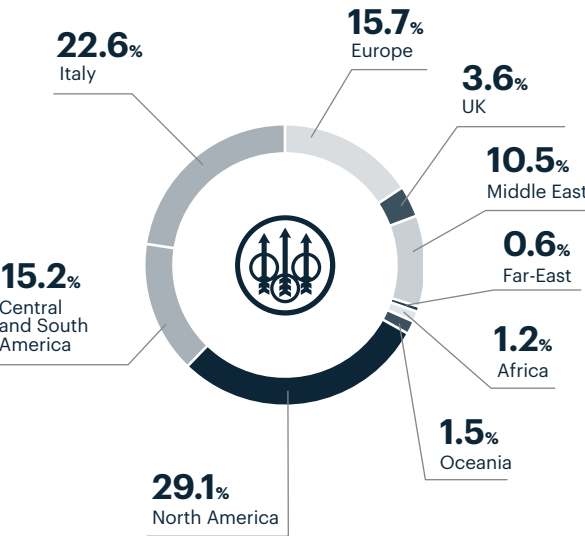 15.7%
Europe
22.6%
Italy
3.6%
UK
10.5%
Middle East
0.6%
Far-East
15.2%
Central
and South
America
1.2%
Africa
1.5%
Oceania
29.1%
North America